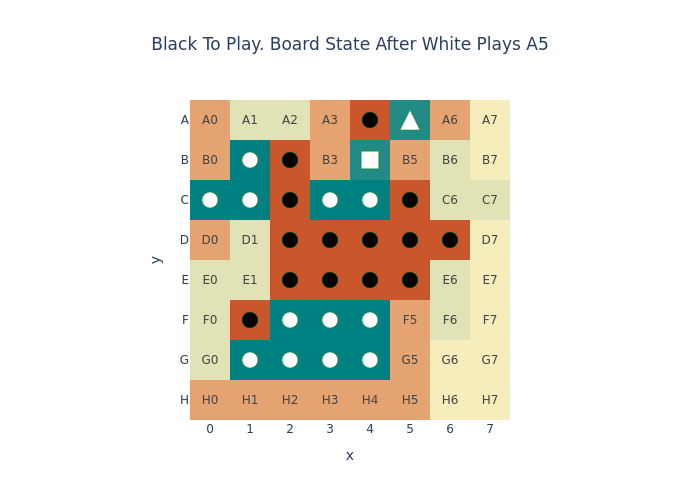 Black To Play. Board State After White Plays A5
A A0 A1 A2 A3 A6 A7
B B0 B3 B5 B6 B7
C C6 C7
D D0 D1 D7
y
E E0 E1 E6 E7
F F0 F5 F6 F7
G G0 G5 G6 G7
H H0 H1 H2 H3 H4 H5 H6 H7
0 1 2 3 4 5 6 7
x